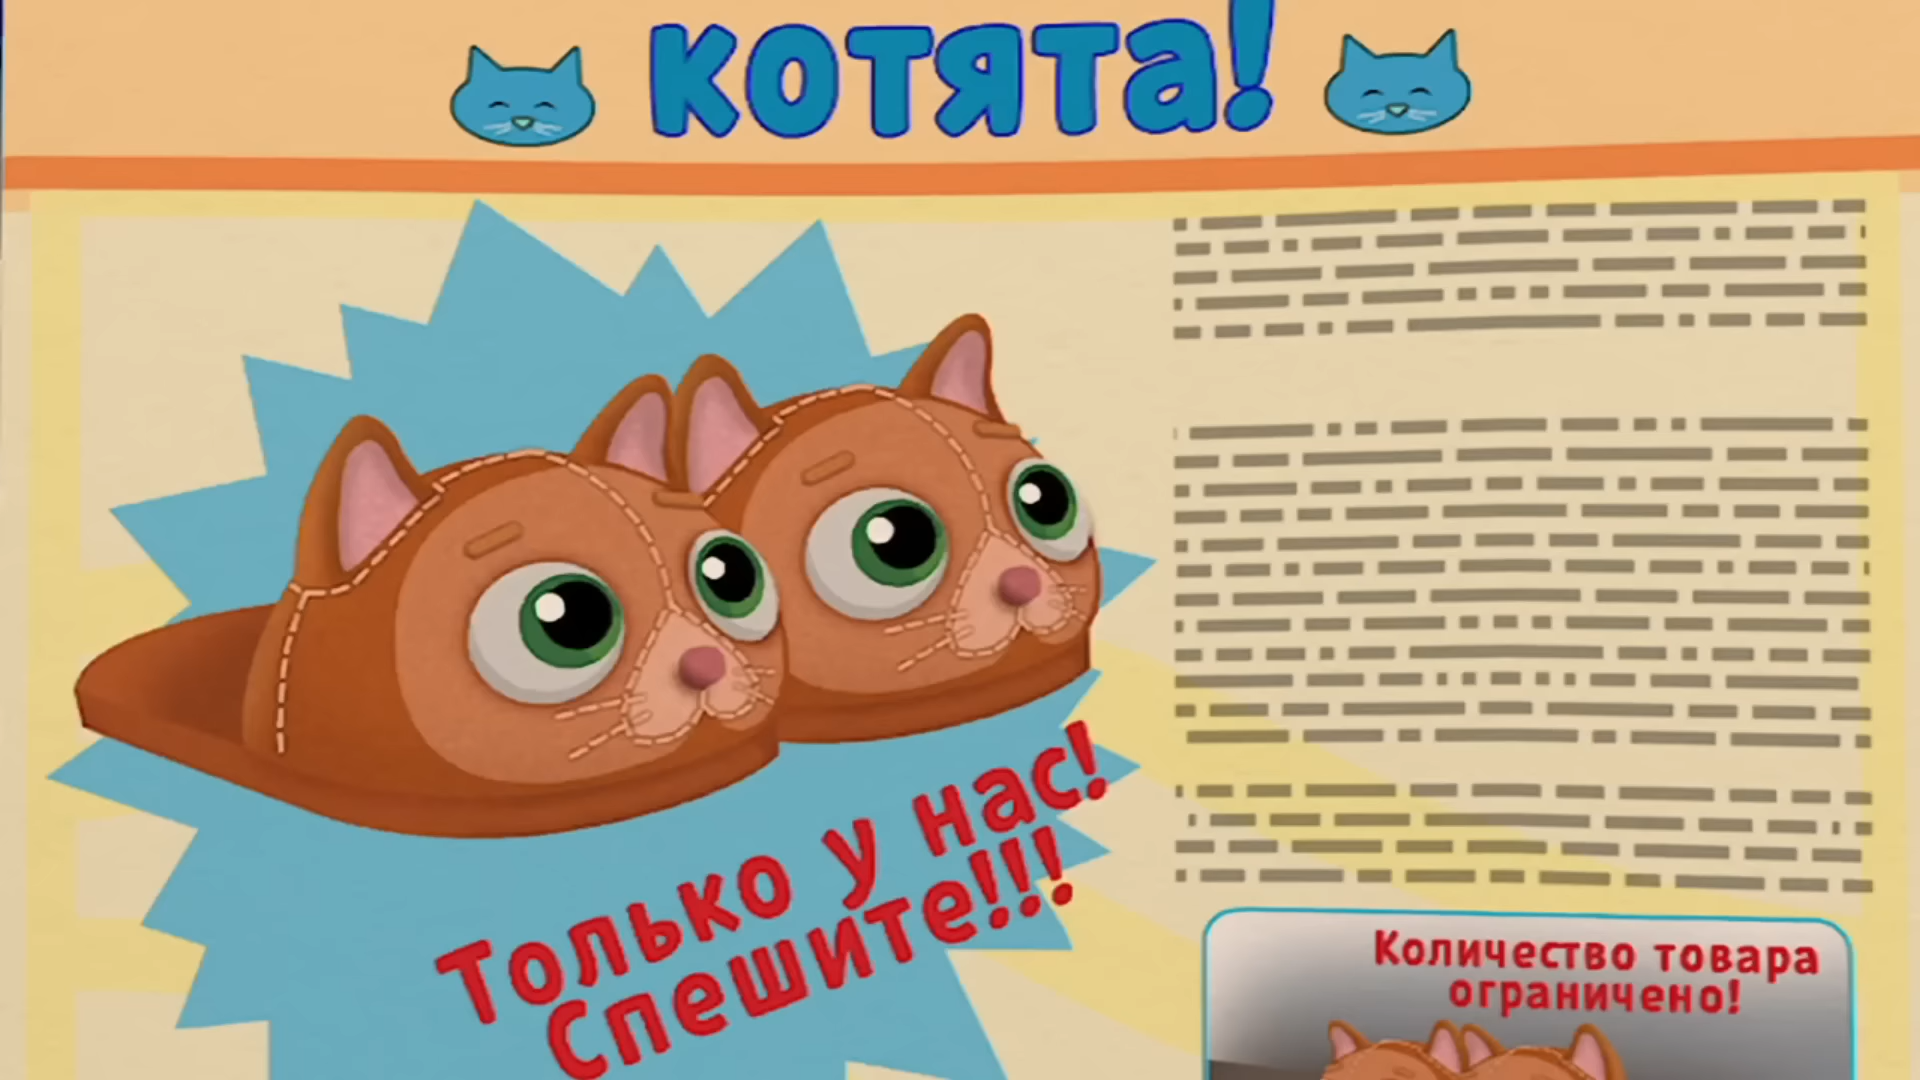 котята!
Только у нас!
Спешите!!!
Количество товара
ограничено!